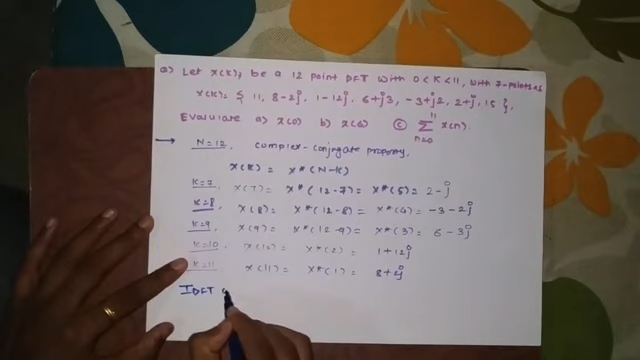 Q) Let x(k), be a 12 point DFT with 0<K<11, with 7-points as
x(k)= { 11, 8-2j, 1-12j, 6+j3, -3+j2, 2+j, 15 }.
Evaluate a) x(0) b) x(6) c) 11 ∑ n=0 x(n).
→ N=12, complex-conjugate property,
x(k) = x*(N-k)
K=7 x(7)= x*(12-7)= x*(5)= 2-j
K=8 x(8)= x*(12-8)= x*(4)= -3-2j
K=9 x(9)= x*(12-9)= x*(3)= 6-3j
K=10 x(10)= x*(2)= 1+12j
K=11 x(11)= x*(1)= 8+2j
IDFT